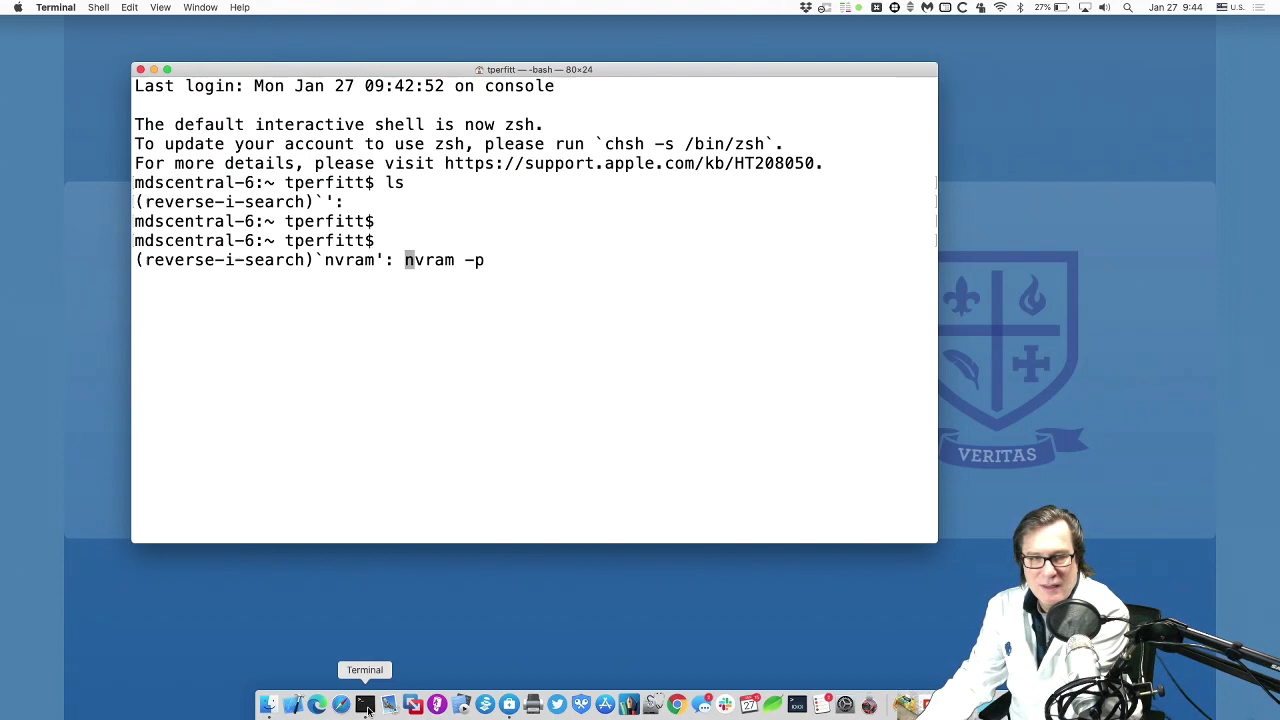 Terminal Shell Edit View Window Help 27% Jan 27 9:44 U.S.
tperfitt — -bash — 80×24
Last login: Mon Jan 27 09:42:52 on console
The default interactive shell is now zsh.
To update your account to use zsh, please run `chsh -s /bin/zsh`.
For more details, please visit https://support.apple.com/kb/HT208050.
mdscentral-6:~ tperfitt$ ls
(reverse-i-search)`':
mdscentral-6:~ tperfitt$
mdscentral-6:~ tperfitt$
(reverse-i-search)`nvram': nvram -p
VERITAS
Terminal
27